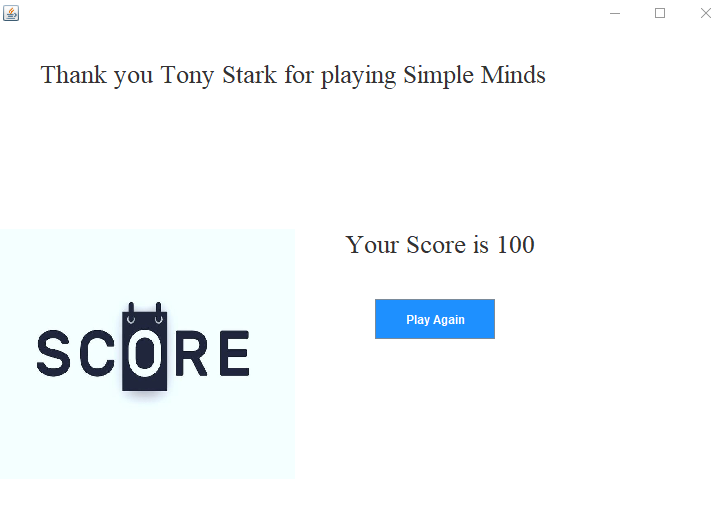 Thank you Tony Stark for playing Simple Minds
Your Score is 100
SCORE
Play Again